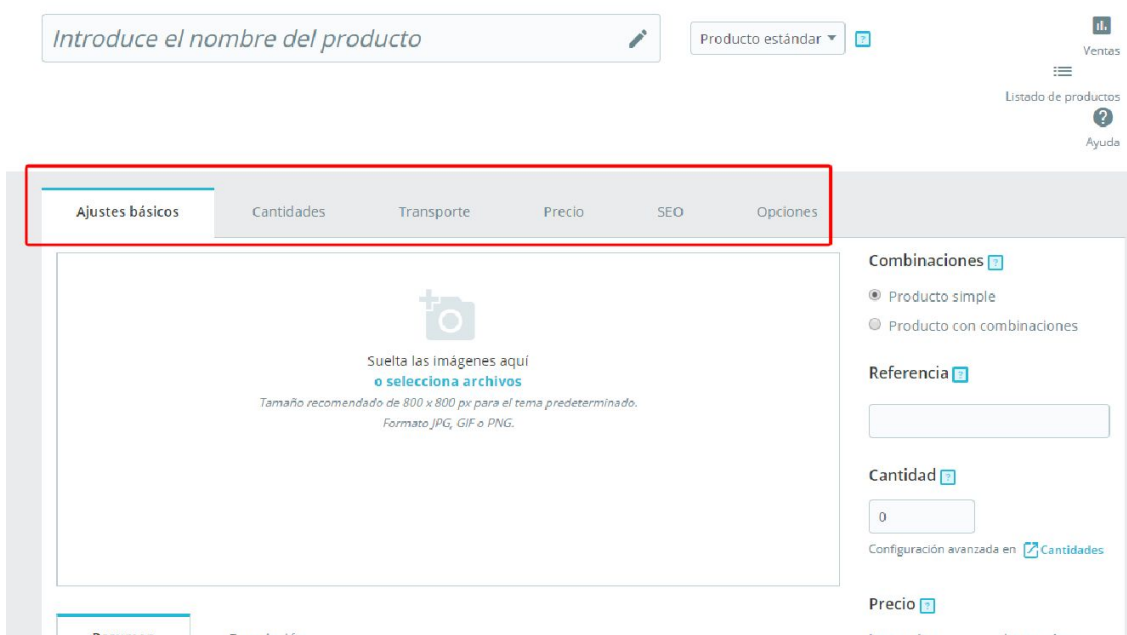 Introduce el nombre del producto
Producto estándar
Ventas
Listado de productos
Ayuda
Ajustes básicos
Cantidades
Transporte
Precio
SEO
Opciones
Suelta las imágenes aquí
o selecciona archivos
Tamaño recomendado de 800 x 800 px para el tema predeterminado.
Formato JPG, GIF o PNG.
Combinaciones ?
Producto simple
Producto con combinaciones
Referencia ?
Cantidad ?
0
Configuración avanzada en Cantidades
Precio ?